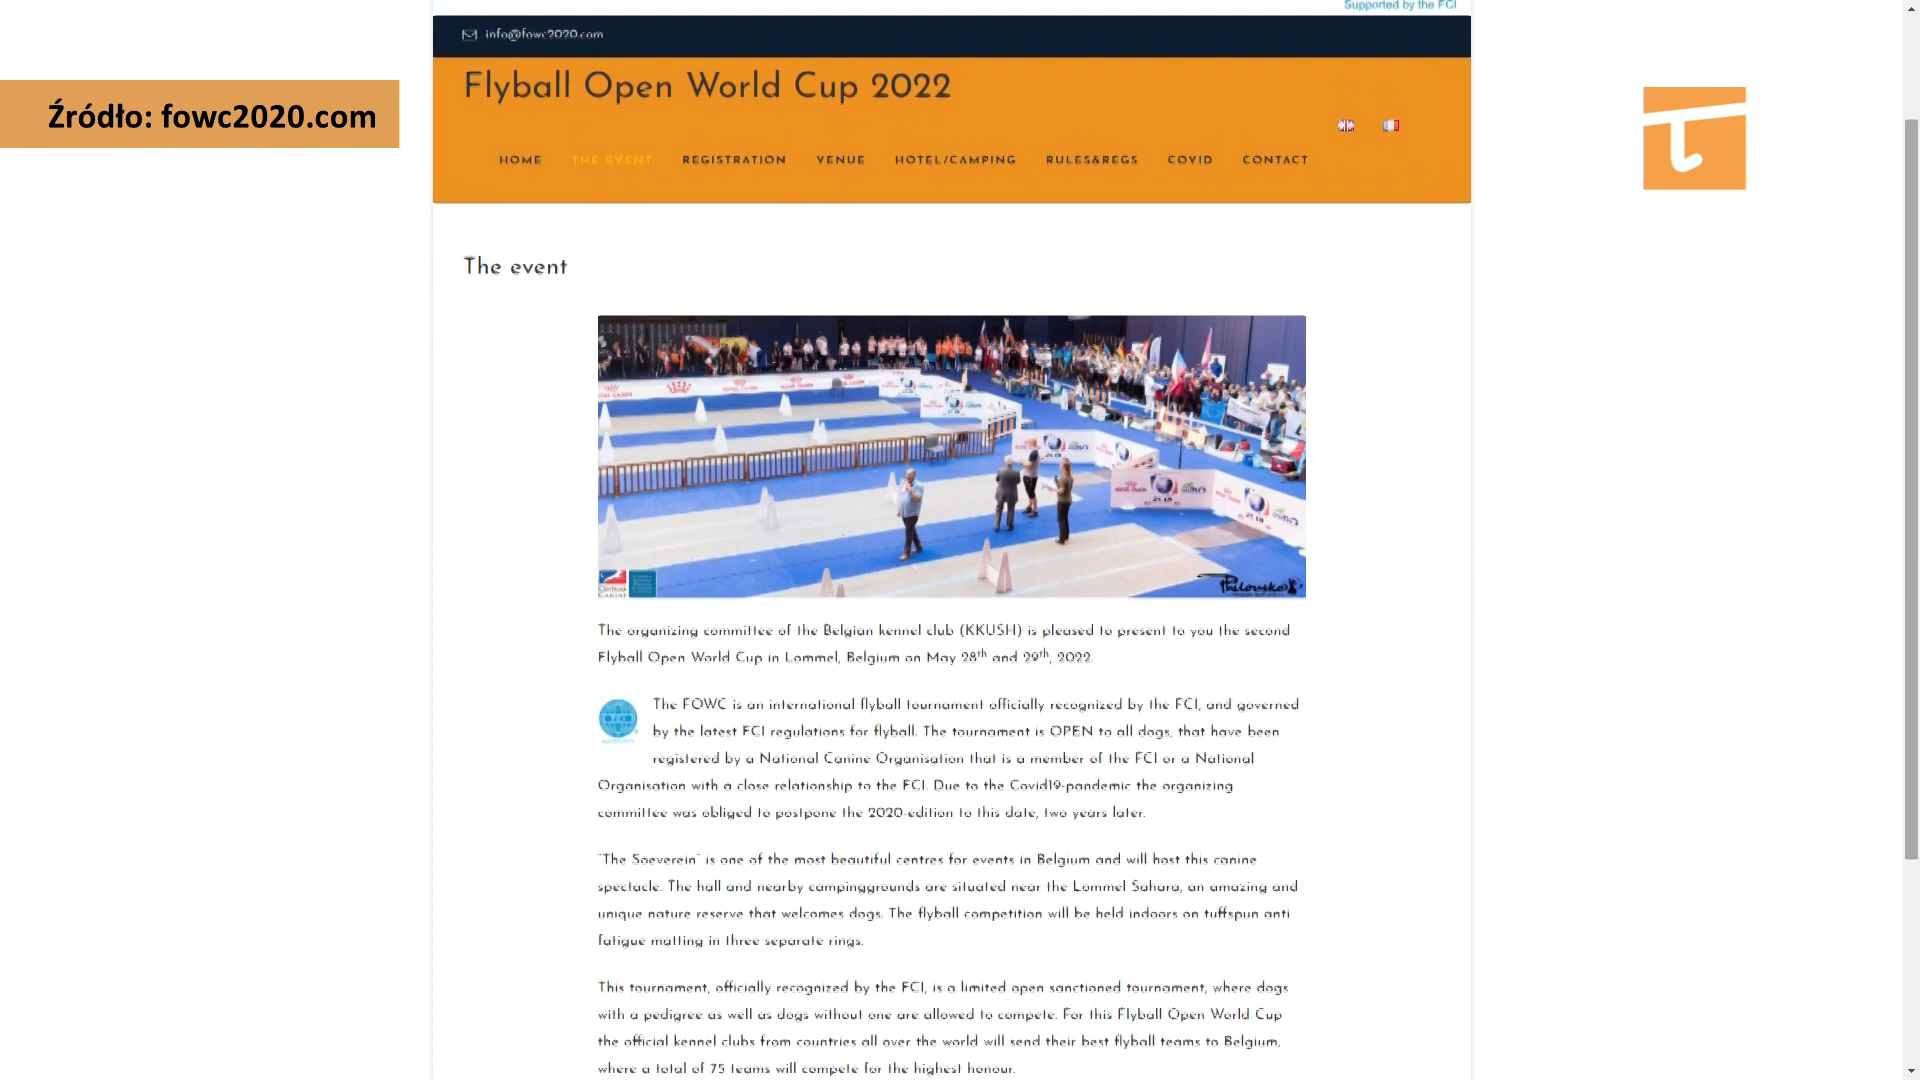 Supported by the FCI
info@fowc2020.com
Flyball Open World Cup 2022
Źródło: fowc2020.com
HOME THE EVENT REGISTRATION VENUE HOTEL/CAMPING RULES&REGS COVID CONTACT
The event
The organizing committee of the Belgian kennel club (KKUSH) is pleased to present to you the second
Flyball Open World Cup in Lommel, Belgium on May 28th and 29th, 2022.
The FOWC is an international flyball tournament officially recognized by the FCI, and governed
by the latest FCI regulations for flyball. The tournament is OPEN to all dogs, that have been
registered by a National Canine Organisation that is a member of the FCI or a National
Organisation with a close relationship to the FCI. Due to the Covid19-pandemic the organizing
committee was obliged to postpone the 2020-edition to this date, two years later.
"The Soeverein" is one of the most beautiful centres for events in Belgium and will host this canine
spectacle. The hall and nearby campinggrounds are situated near the Lommel Sahara, an amazing and
unique nature reserve that welcomes dogs. The flyball competition will be held indoors on tuffspun anti
fatigue matting in three separate rings.
This tournament, officially recognized by the FCI, is a limited open sanctioned tournament, where dogs
with a pedigree as well as dogs without one are allowed to compete. For this Flyball Open World Cup
the official kennel clubs from countries all over the world will send their best flyball teams to Belgium,
where a total of 75 teams will compete for the highest honour.